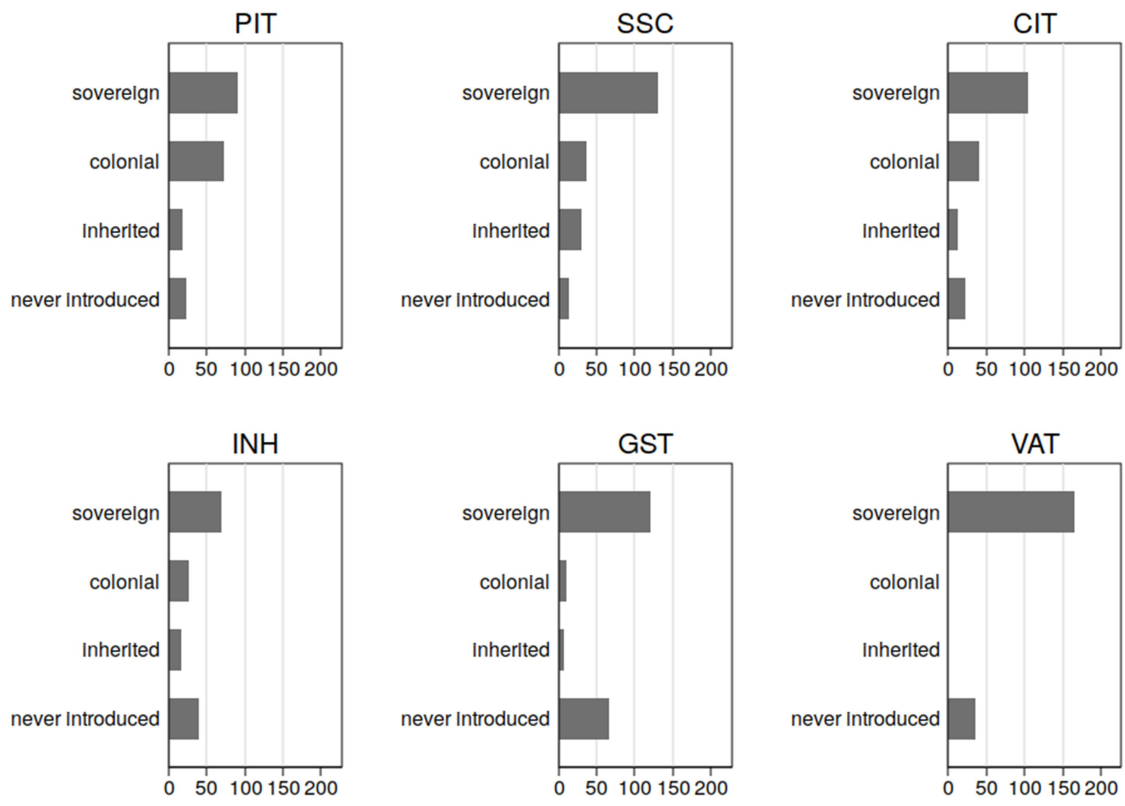 PIT
sovereign
colonial
inherited
never introduced
0 50 100 150 200
SSC
sovereign
colonial
inherited
never introduced
0 50 100 150 200
CIT
sovereign
colonial
inherited
never introduced
0 50 100 150 200
INH
sovereign
colonial
inherited
never introduced
0 50 100 150 200
GST
sovereign
colonial
inherited
never introduced
0 50 100 150 200
VAT
sovereign
colonial
inherited
never introduced
0 50 100 150 200